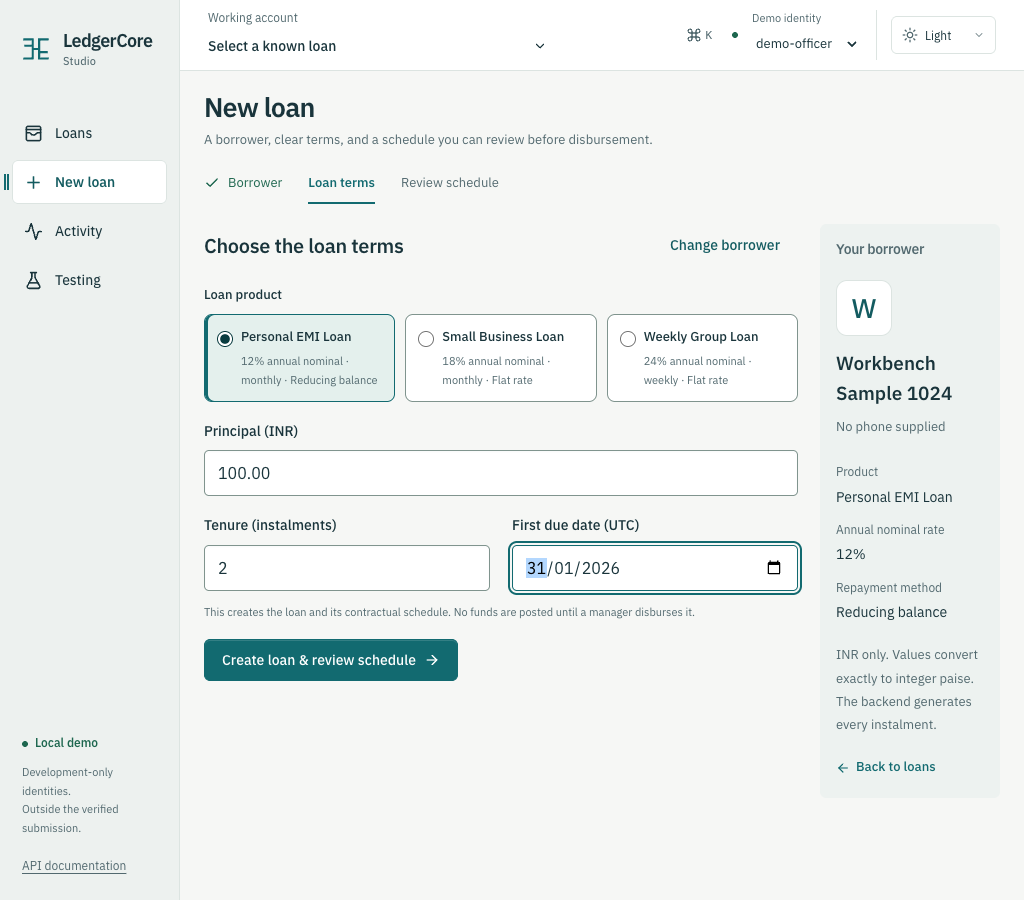 LedgerCore
Studio
Loans
New loan
Activity
Testing
Local demo
Development-only
identities.
Outside the verified
submission.
API documentation
Working account
Select a known loan
⌘ K
Demo identity
demo-officer
Light
New loan
A borrower, clear terms, and a schedule you can review before disbursement.
Borrower
Loan terms
Review schedule
Choose the loan terms
Change borrower
Loan product
Personal EMI Loan
12% annual nominal ·
monthly · Reducing balance
Small Business Loan
18% annual nominal ·
monthly · Flat rate
Weekly Group Loan
24% annual nominal ·
weekly · Flat rate
Principal (INR)
100.00
Tenure (instalments)
2
First due date (UTC)
31/01/2026
This creates the loan and its contractual schedule. No funds are posted until a manager disburses it.
Create loan & review schedule →
Your borrower
W
Workbench
Sample 1024
No phone supplied
Product
Personal EMI Loan
Annual nominal rate
12%
Repayment method
Reducing balance
INR only. Values convert
exactly to integer paise.
The backend generates
every instalment.
← Back to loans